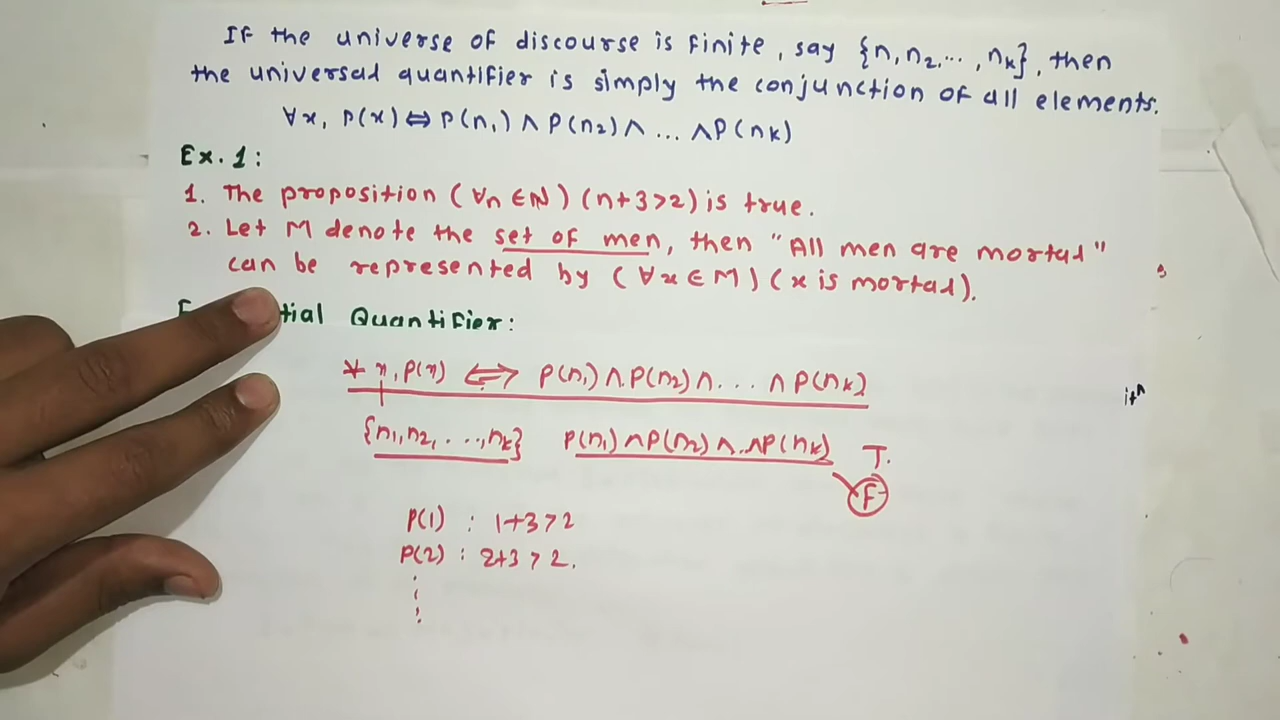 If the universe of discourse is finite, say {n, n2, ..., nk}, then
the universal quantifier is simply the conjunction of all elements.
∀x, P(x) ⇔ P(n1) ∧ P(n2) ∧ ... ∧ P(nk)
Ex. 1:
1. The proposition (∀n ∈ N) (n+3>2) is true.
2. Let M denote the set of men, then "All men are mortal"
can be represented by (∀x ∈ M) (x is mortal).
tial Quantifier:
∀ x, P(x) ⇔ P(n1) ∧ P(n2) ∧ . . . ∧ P(nk)
{n1, n2, . . ., nk} P(n1) ∧ P(n2) ∧ .. ∧ P(nk) T.
F
P(1) : 1+3>2
P(2) : 2+3 > 2.